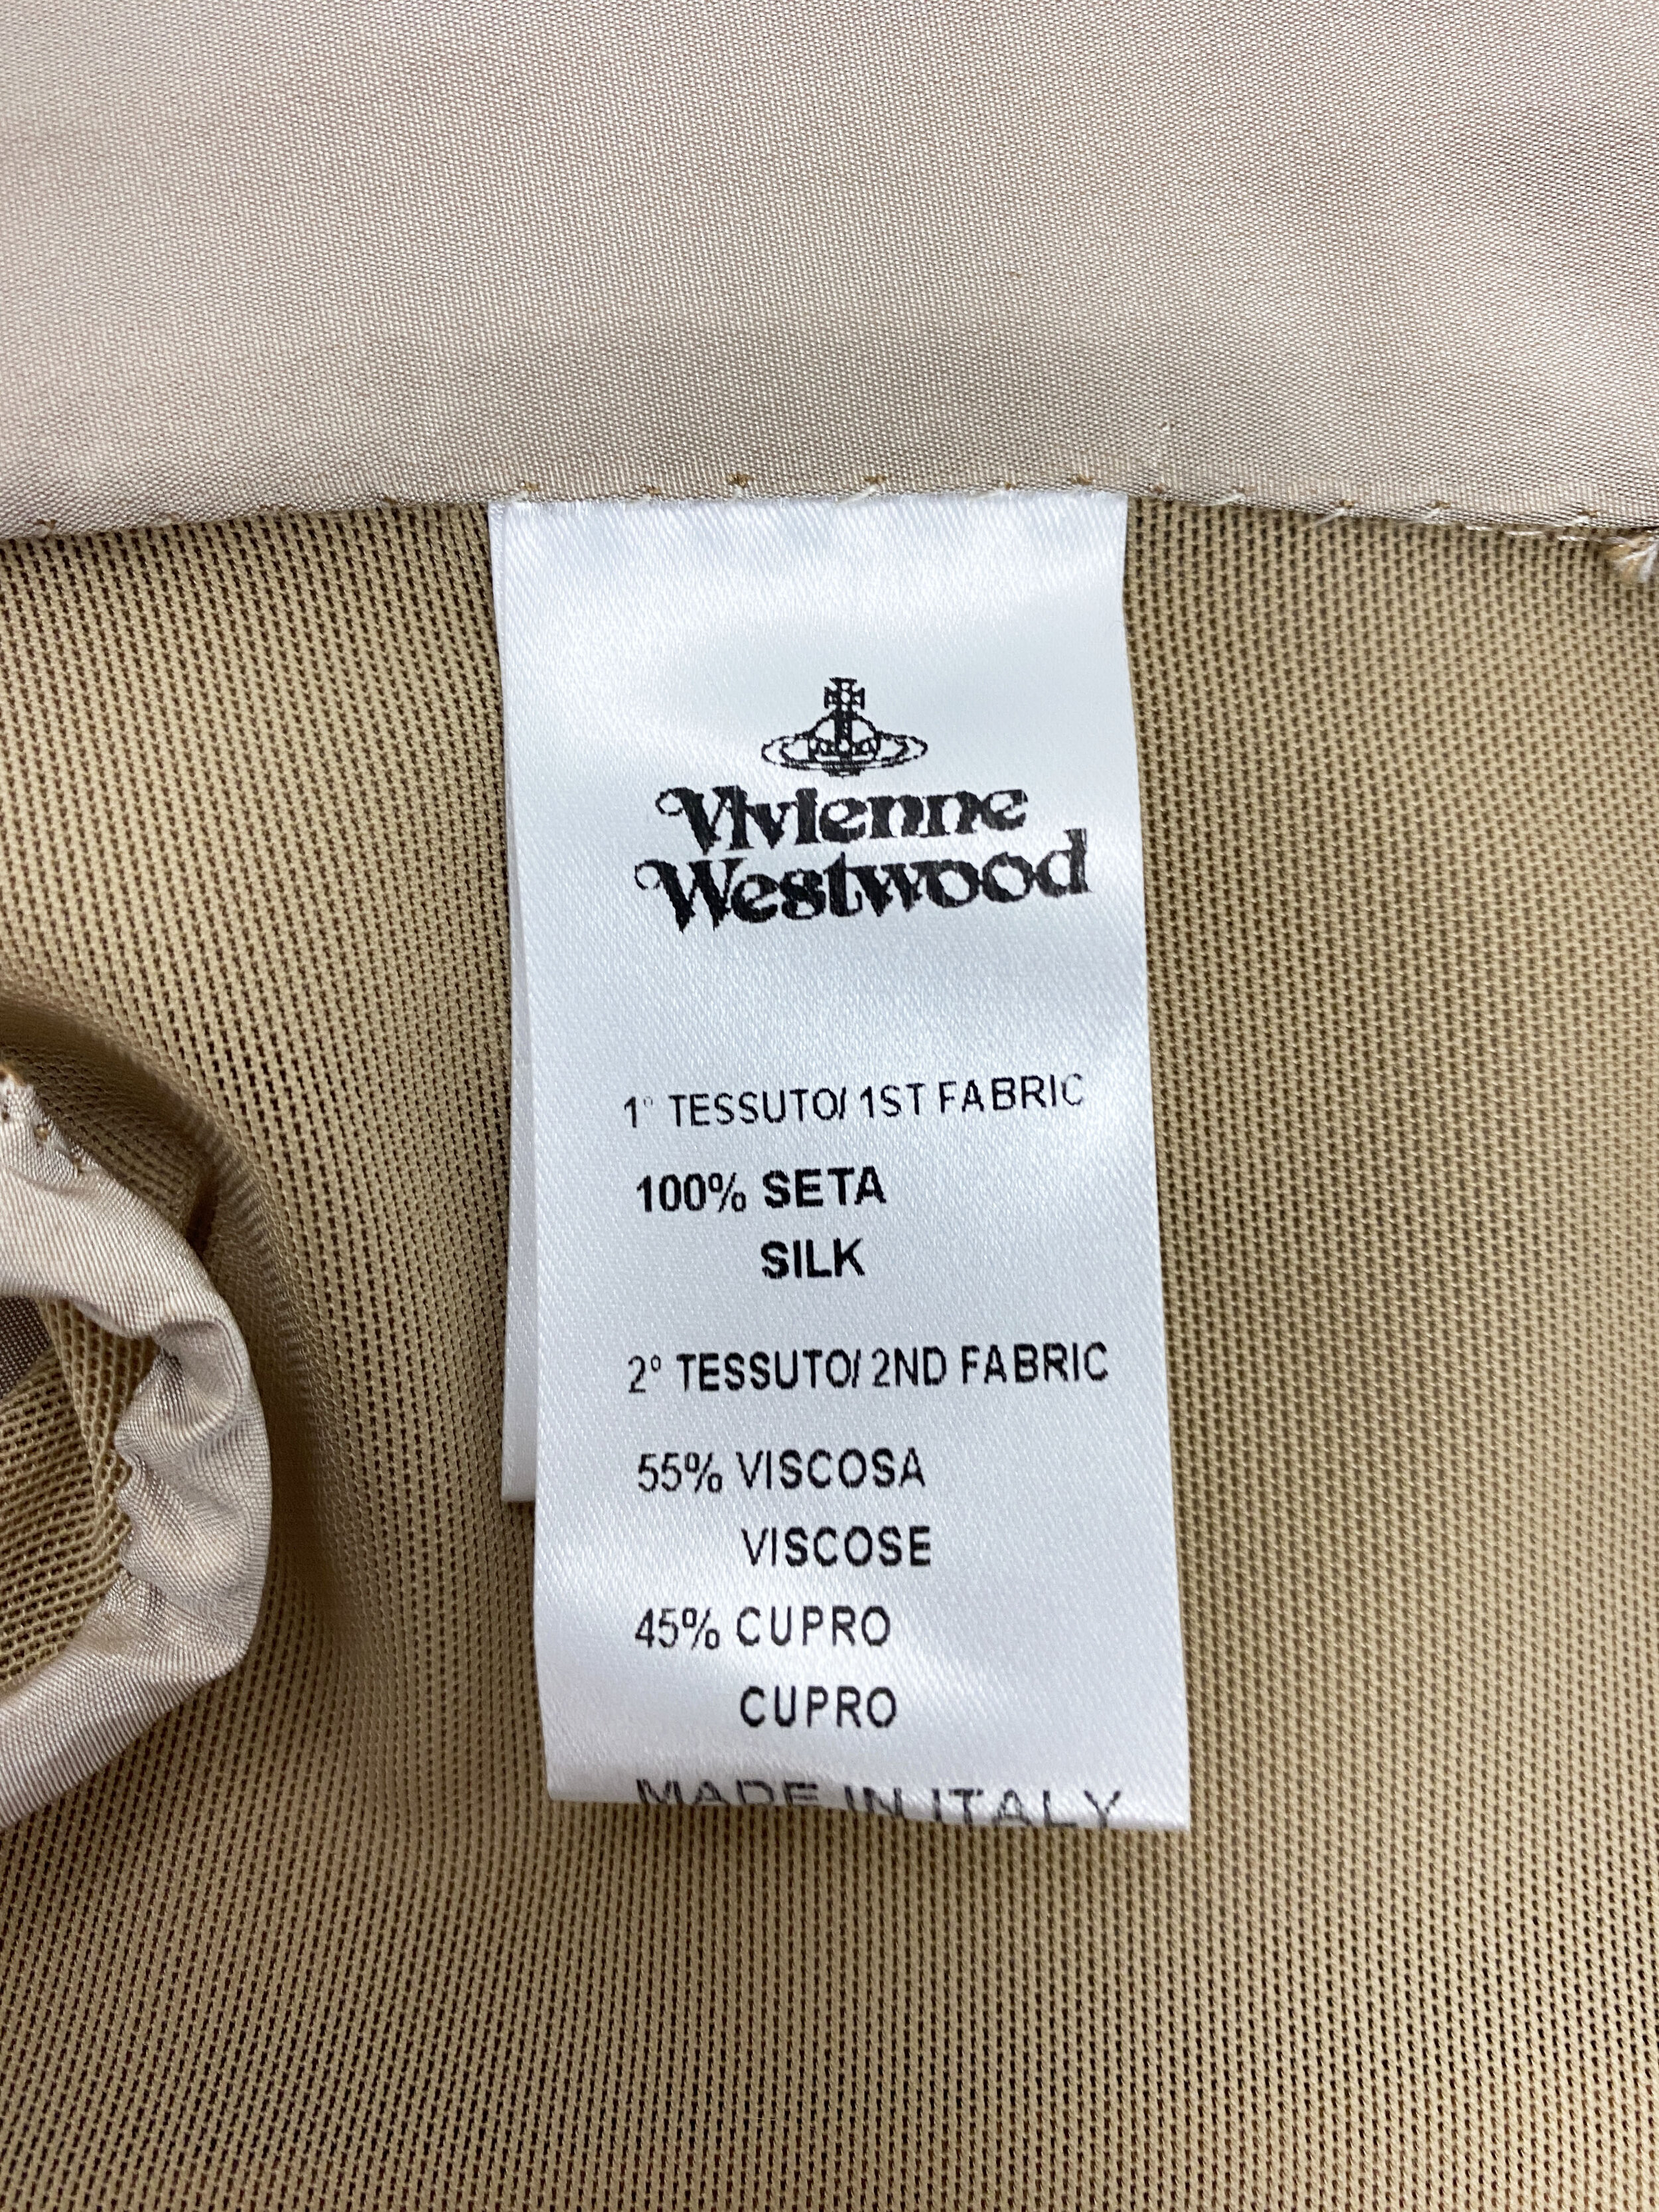 Vivienne
Westwood
1° TESSUTO/ 1ST FABRIC
100% SETA
SILK
2° TESSUTO/ 2ND FABRIC
55% VISCOSA
VISCOSE
45% CUPRO
CUPRO
MADE IN ITALY